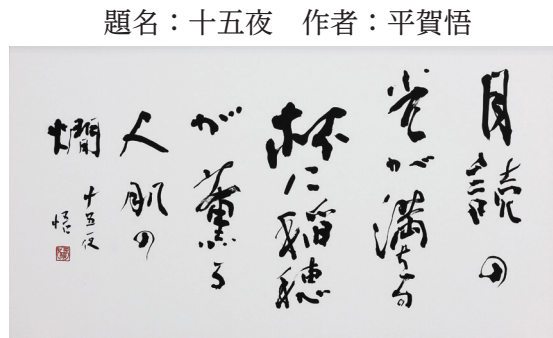 題名：十五夜　作者：平賀悟
月読の
光が満ちる
杯に稲穂
が薫る
人肌の
燗
十五夜
悟